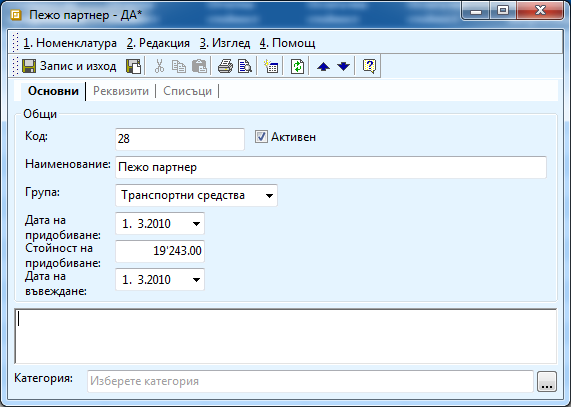 Пежо партнер - ДА*
1. Номенклатура 2. Редакция 3. Изглед 4. Помощ
Запис и изход
Основни Реквизити Списъци
Общи
Код: 28 Активен
Наименование: Пежо партнер
Група: Транспортни средства
Дата на
придобиване: 1. 3.2010
Стойност на
придобиване: 19'243.00
Дата на
въвеждане: 1. 3.2010
Категория: Изберете категория ...